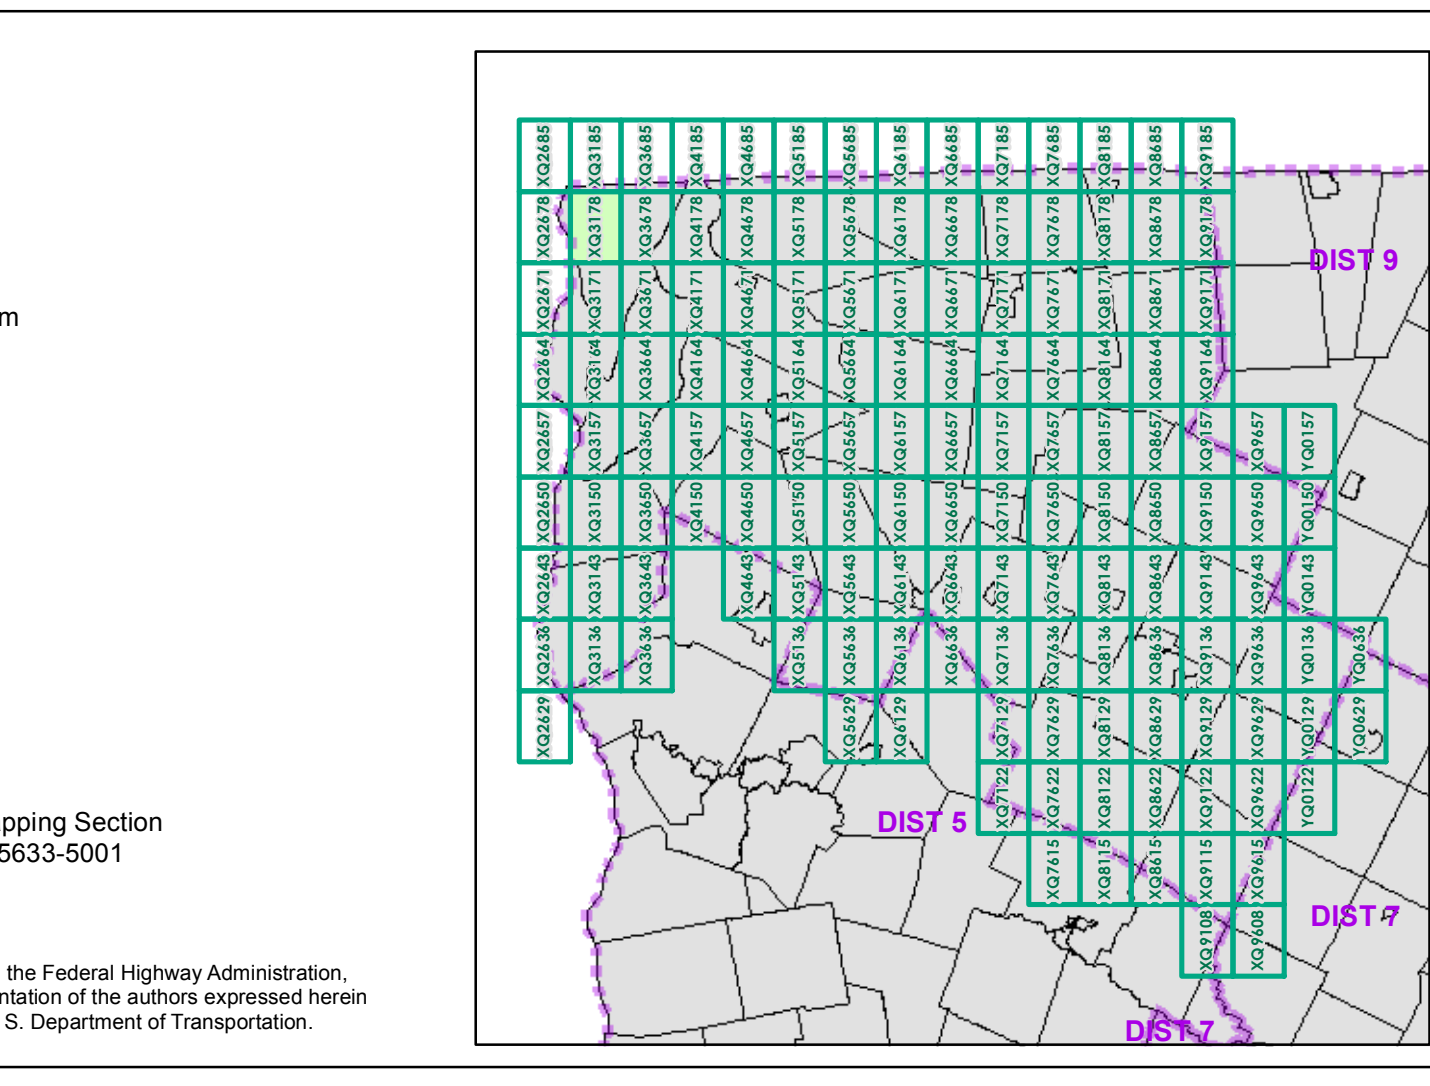 m
pping Section
5633-5001
the Federal Highway Administration,
ntation of the authors expressed herein
S. Department of Transportation.
XQ2685 XQ3185 XQ3685 XQ4185 XQ4685 XQ5185 XQ5685 XQ6185 XQ6685 XQ7185 XQ7685 XQ8185 XQ8685 XQ9185
XQ2678 XQ3178 XQ3678 XQ4178 XQ4678 XQ5178 XQ5678 XQ6178 XQ6678 XQ7178 XQ7678 XQ8178 XQ8678 XQ9178
DIST 9
XQ2671 XQ3171 XQ3671 XQ4171 XQ4671 XQ5171 XQ5671 XQ6171 XQ6671 XQ7171 XQ7671 XQ8171 XQ8671 XQ9171
XQ2664 XQ3164 XQ3664 XQ4164 XQ4664 XQ5164 XQ5664 XQ6164 XQ6664 XQ7164 XQ7664 XQ8164 XQ8664 XQ9164
XQ2657 XQ3157 XQ3657 XQ4157 XQ4657 XQ5157 XQ5657 XQ6157 XQ6657 XQ7157 XQ7657 XQ8157 XQ8657 XQ9157 XQ9657 YQ0157
XQ2650 XQ3150 XQ3650 XQ4150 XQ4650 XQ5150 XQ5650 XQ6150 XQ6650 XQ7150 XQ7650 XQ8150 XQ8650 XQ9150 XQ9650 YQ0150
XQ2643 XQ3143 XQ3643 XQ4643 XQ5143 XQ5643 XQ6143 XQ6643 XQ7143 XQ7643 XQ8143 XQ8643 XQ9143 XQ9643 YQ0143
XQ2636 XQ3136 XQ3636 XQ5136 XQ5636 XQ6136 XQ6636 XQ7136 XQ7636 XQ8136 XQ8636 XQ9136 XQ9636 YQ0136 YQ0636
XQ2629 XQ5629 XQ6129 XQ7129 XQ7629 XQ8129 XQ8629 XQ9129 XQ9629 YQ0129 YQ0629
DIST 5
XQ7122 XQ7622 XQ8122 XQ8622 XQ9122 XQ9622 YQ0122
XQ7615 XQ8115 XQ8615 XQ9115 XQ9615
DIST 7
XQ9108 XQ9608
DIST 7